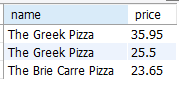 name price
The Greek Pizza 35.95
The Greek Pizza 25.5
The Brie Carre Pizza 23.65